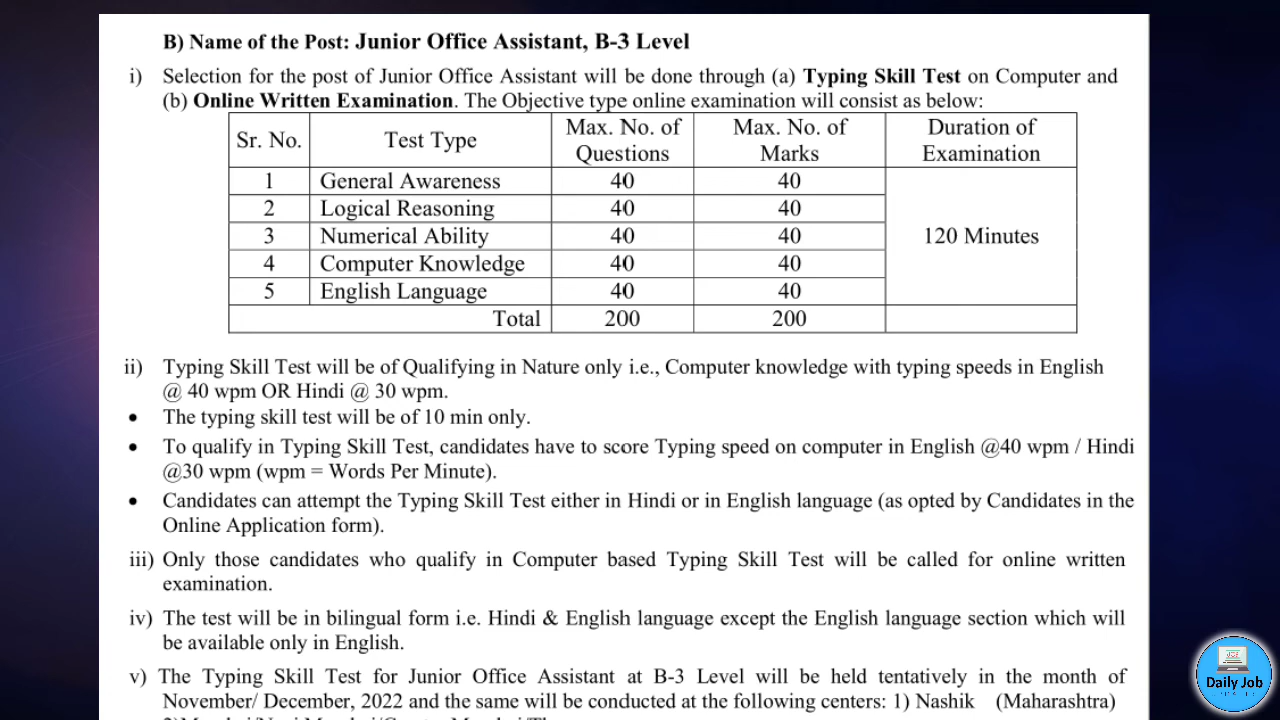 B) Name of the Post: Junior Office Assistant, B-3 Level
i) Selection for the post of Junior Office Assistant will be done through (a) Typing Skill Test on Computer and
(b) Online Written Examination. The Objective type online examination will consist as below:
Sr. No. Test Type Max. No. of Questions Max. No. of Marks Duration of Examination
1 General Awareness 40 40
2 Logical Reasoning 40 40
3 Numerical Ability 40 40 120 Minutes
4 Computer Knowledge 40 40
5 English Language 40 40
Total 200 200
ii) Typing Skill Test will be of Qualifying in Nature only i.e., Computer knowledge with typing speeds in English
@ 40 wpm OR Hindi @ 30 wpm.
• The typing skill test will be of 10 min only.
• To qualify in Typing Skill Test, candidates have to score Typing speed on computer in English @40 wpm / Hindi
@30 wpm (wpm = Words Per Minute).
• Candidates can attempt the Typing Skill Test either in Hindi or in English language (as opted by Candidates in the
Online Application form).
iii) Only those candidates who qualify in Computer based Typing Skill Test will be called for online written
examination.
iv) The test will be in bilingual form i.e. Hindi & English language except the English language section which will
be available only in English.
v) The Typing Skill Test for Junior Office Assistant at B-3 Level will be held tentatively in the month of
November/ December, 2022 and the same will be conducted at the following centers: 1) Nashik (Maharashtra)
Daily Job